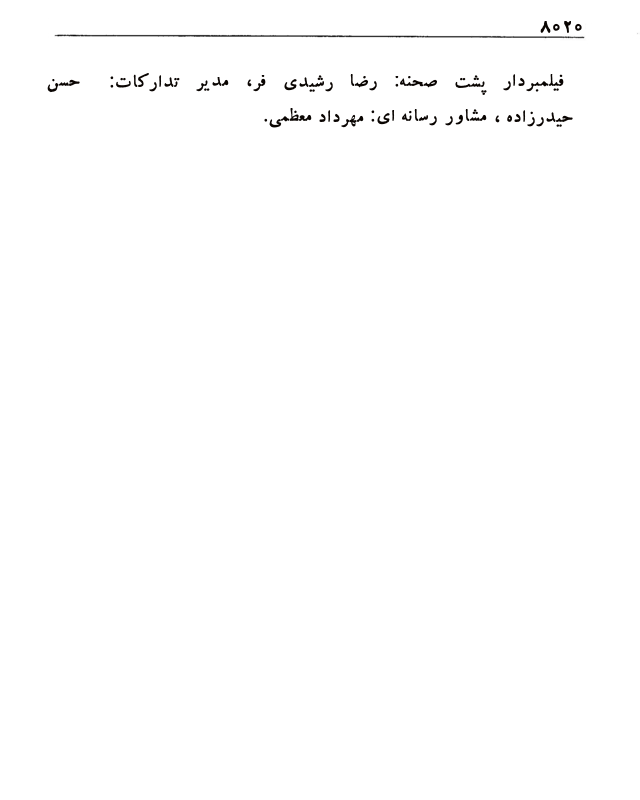 ۸۰۲۰
فیلمبردار پشت صحنه: رضا رشیدی فر، مدیر تدارکات: حسن
حیدرزاده ، مشاور رسانه ای: مهرداد معظمی.